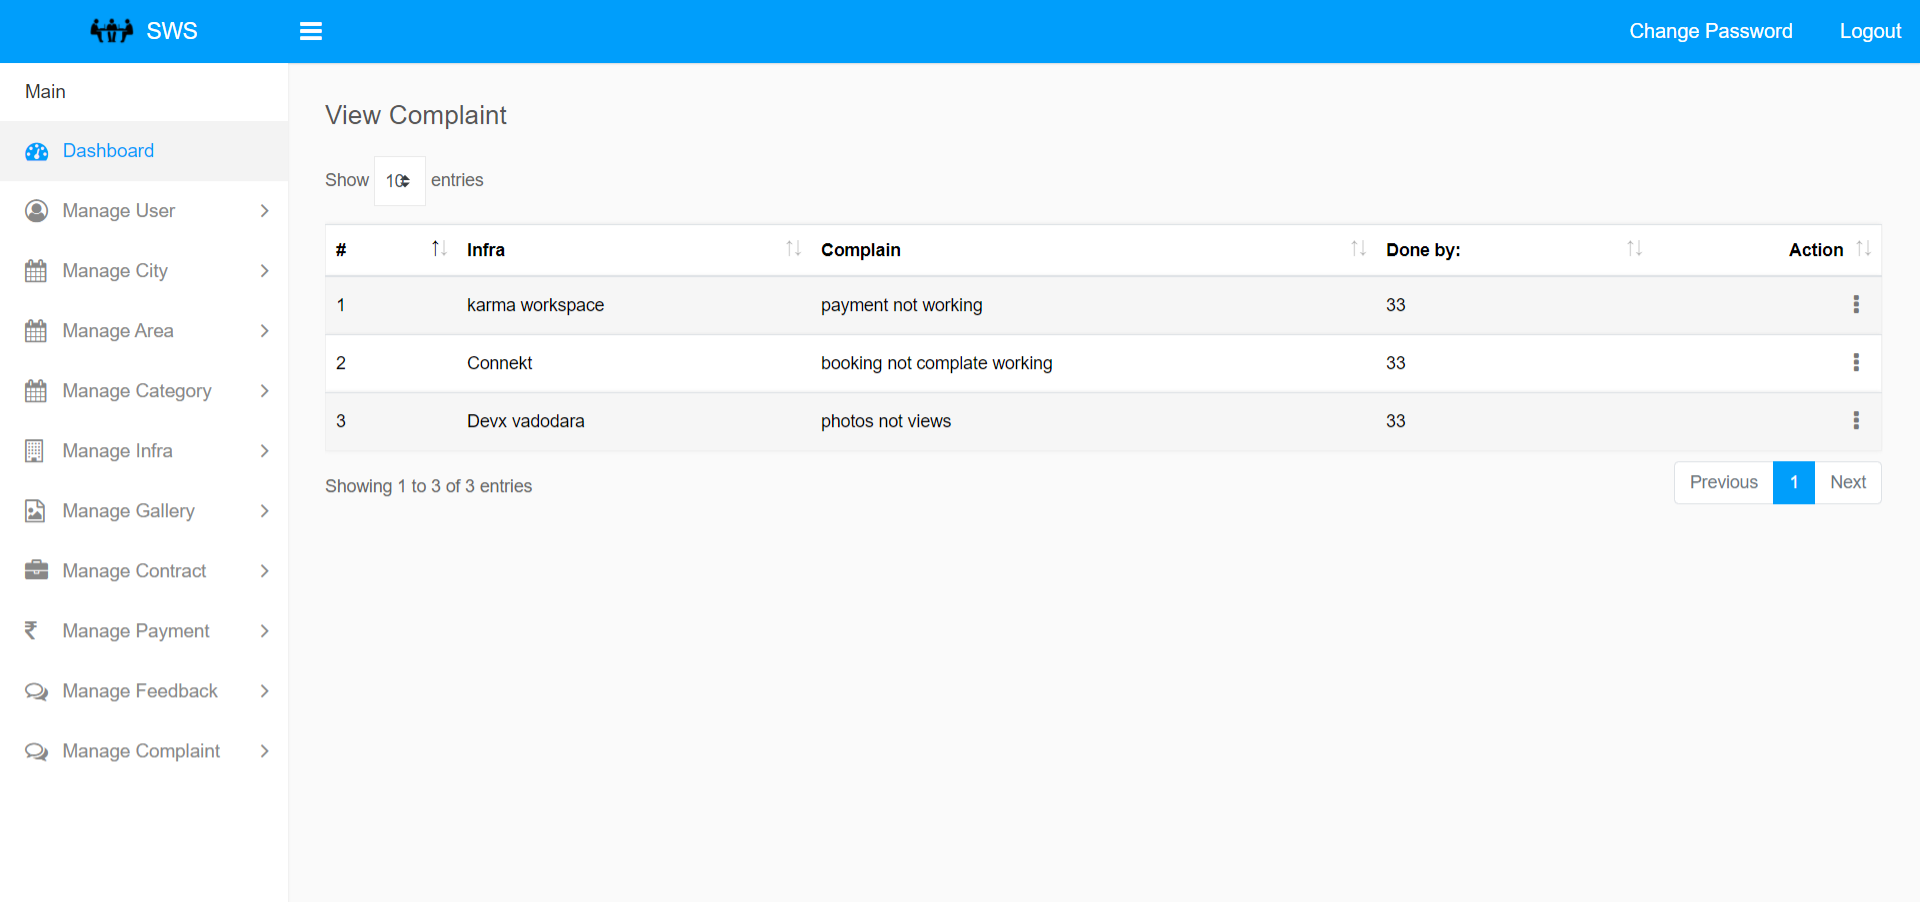 SWS
Change Password
Logout
Main
Dashboard
Manage User
Manage City
Manage Area
Manage Category
Manage Infra
Manage Gallery
Manage Contract
Manage Payment
Manage Feedback
Manage Complaint
View Complaint
Show 10 entries
# Infra Complain Done by: Action
1 karma workspace payment not working 33
2 Connekt booking not complate working 33
3 Devx vadodara photos not views 33
Showing 1 to 3 of 3 entries
Previous 1 Next